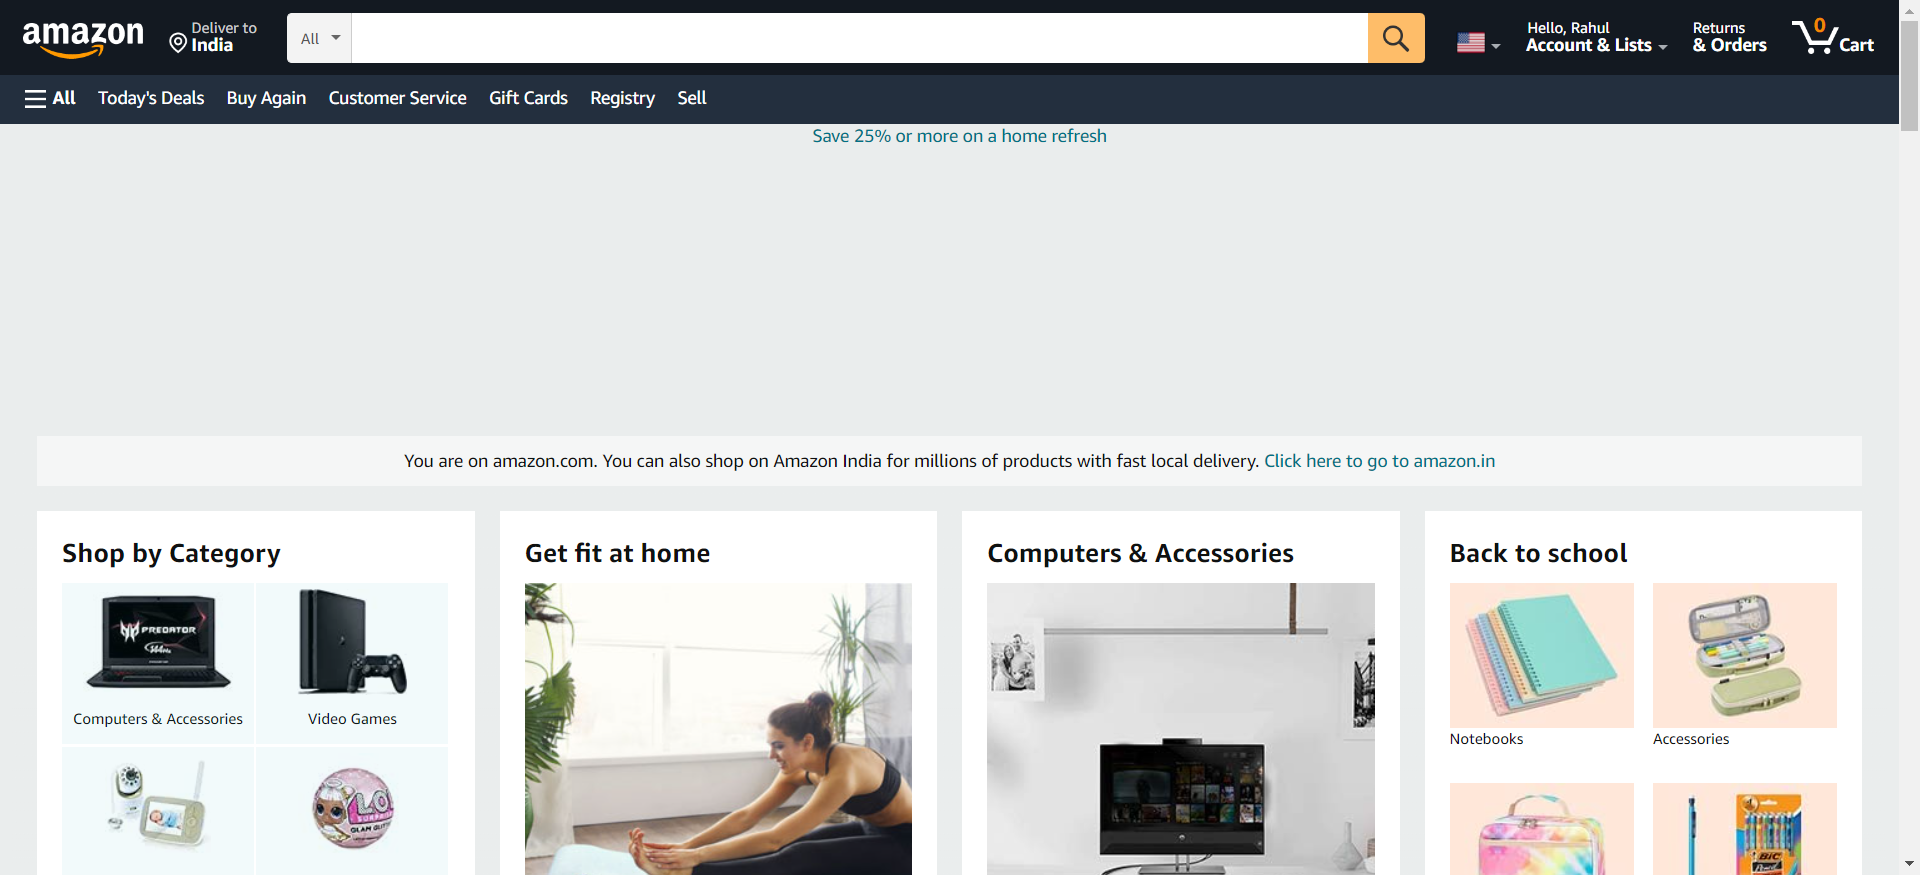 amazon
Deliver to
India
All
Hello, Rahul
Account & Lists
Returns
& Orders
0
Cart
All
Today's Deals
Buy Again
Customer Service
Gift Cards
Registry
Sell
Save 25% or more on a home refresh
You are on amazon.com. You can also shop on Amazon India for millions of products with fast local delivery. Click here to go to amazon.in
Shop by Category
Get fit at home
Computers & Accessories
Back to school
PREDATOR
Computers & Accessories
Video Games
Notebooks
Accessories
SURPRISE
BiC